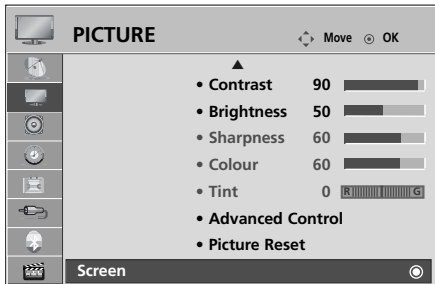 PICTURE Move OK
• Contrast 90
• Brightness 50
• Sharpness 60
• Colour 60
• Tint 0 R G
• Advanced Control
• Picture Reset
Screen